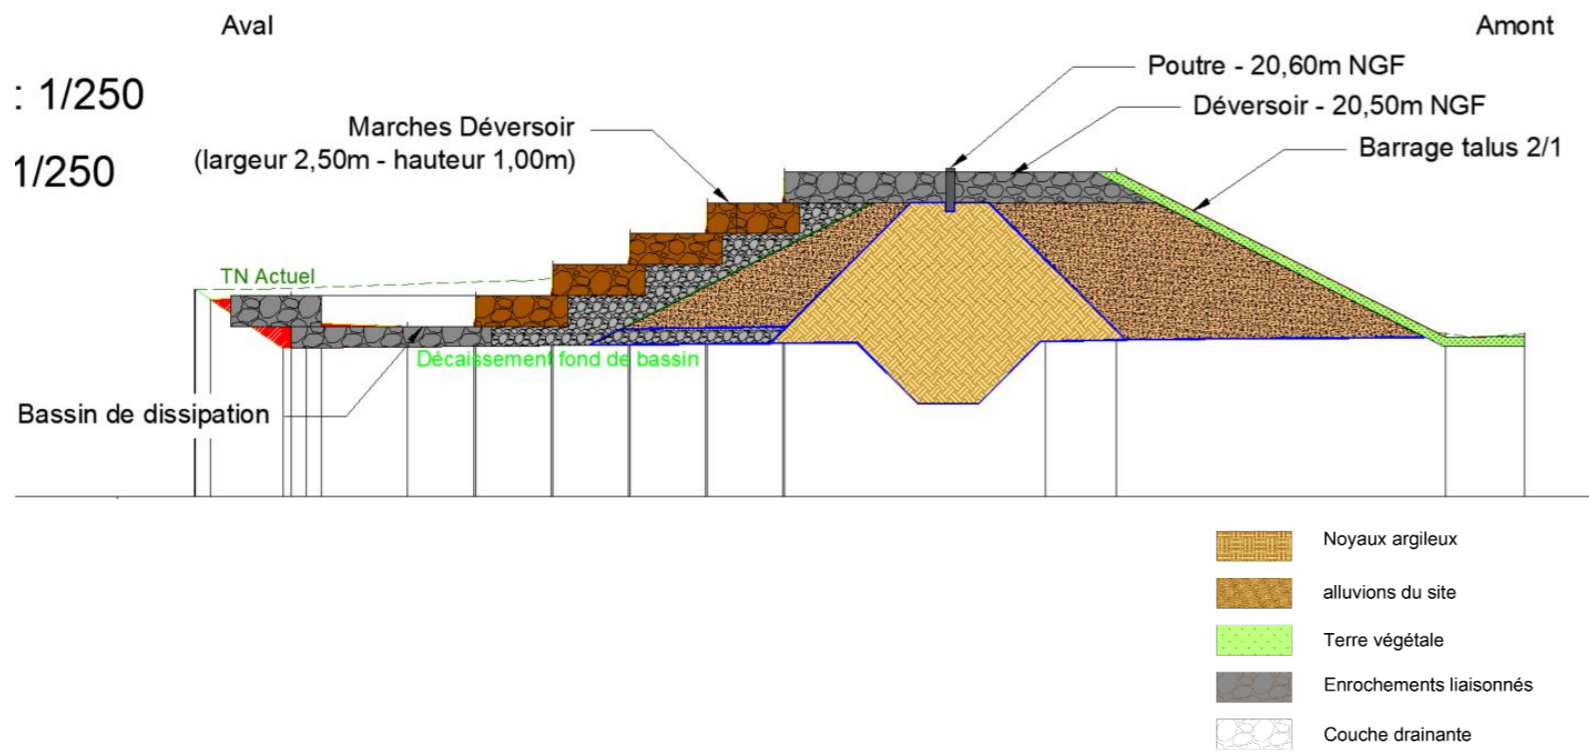 Aval
Amont
: 1/250
1/250
Poutre - 20,60m NGF
Déversoir - 20,50m NGF
Barrage talus 2/1
Marches Déversoir
(largeur 2,50m - hauteur 1,00m)
TN Actuel
Décaissement fond de bassin
Bassin de dissipation
Noyaux argileux
alluvions du site
Terre végétale
Enrochements liaisonnés
Couche drainante